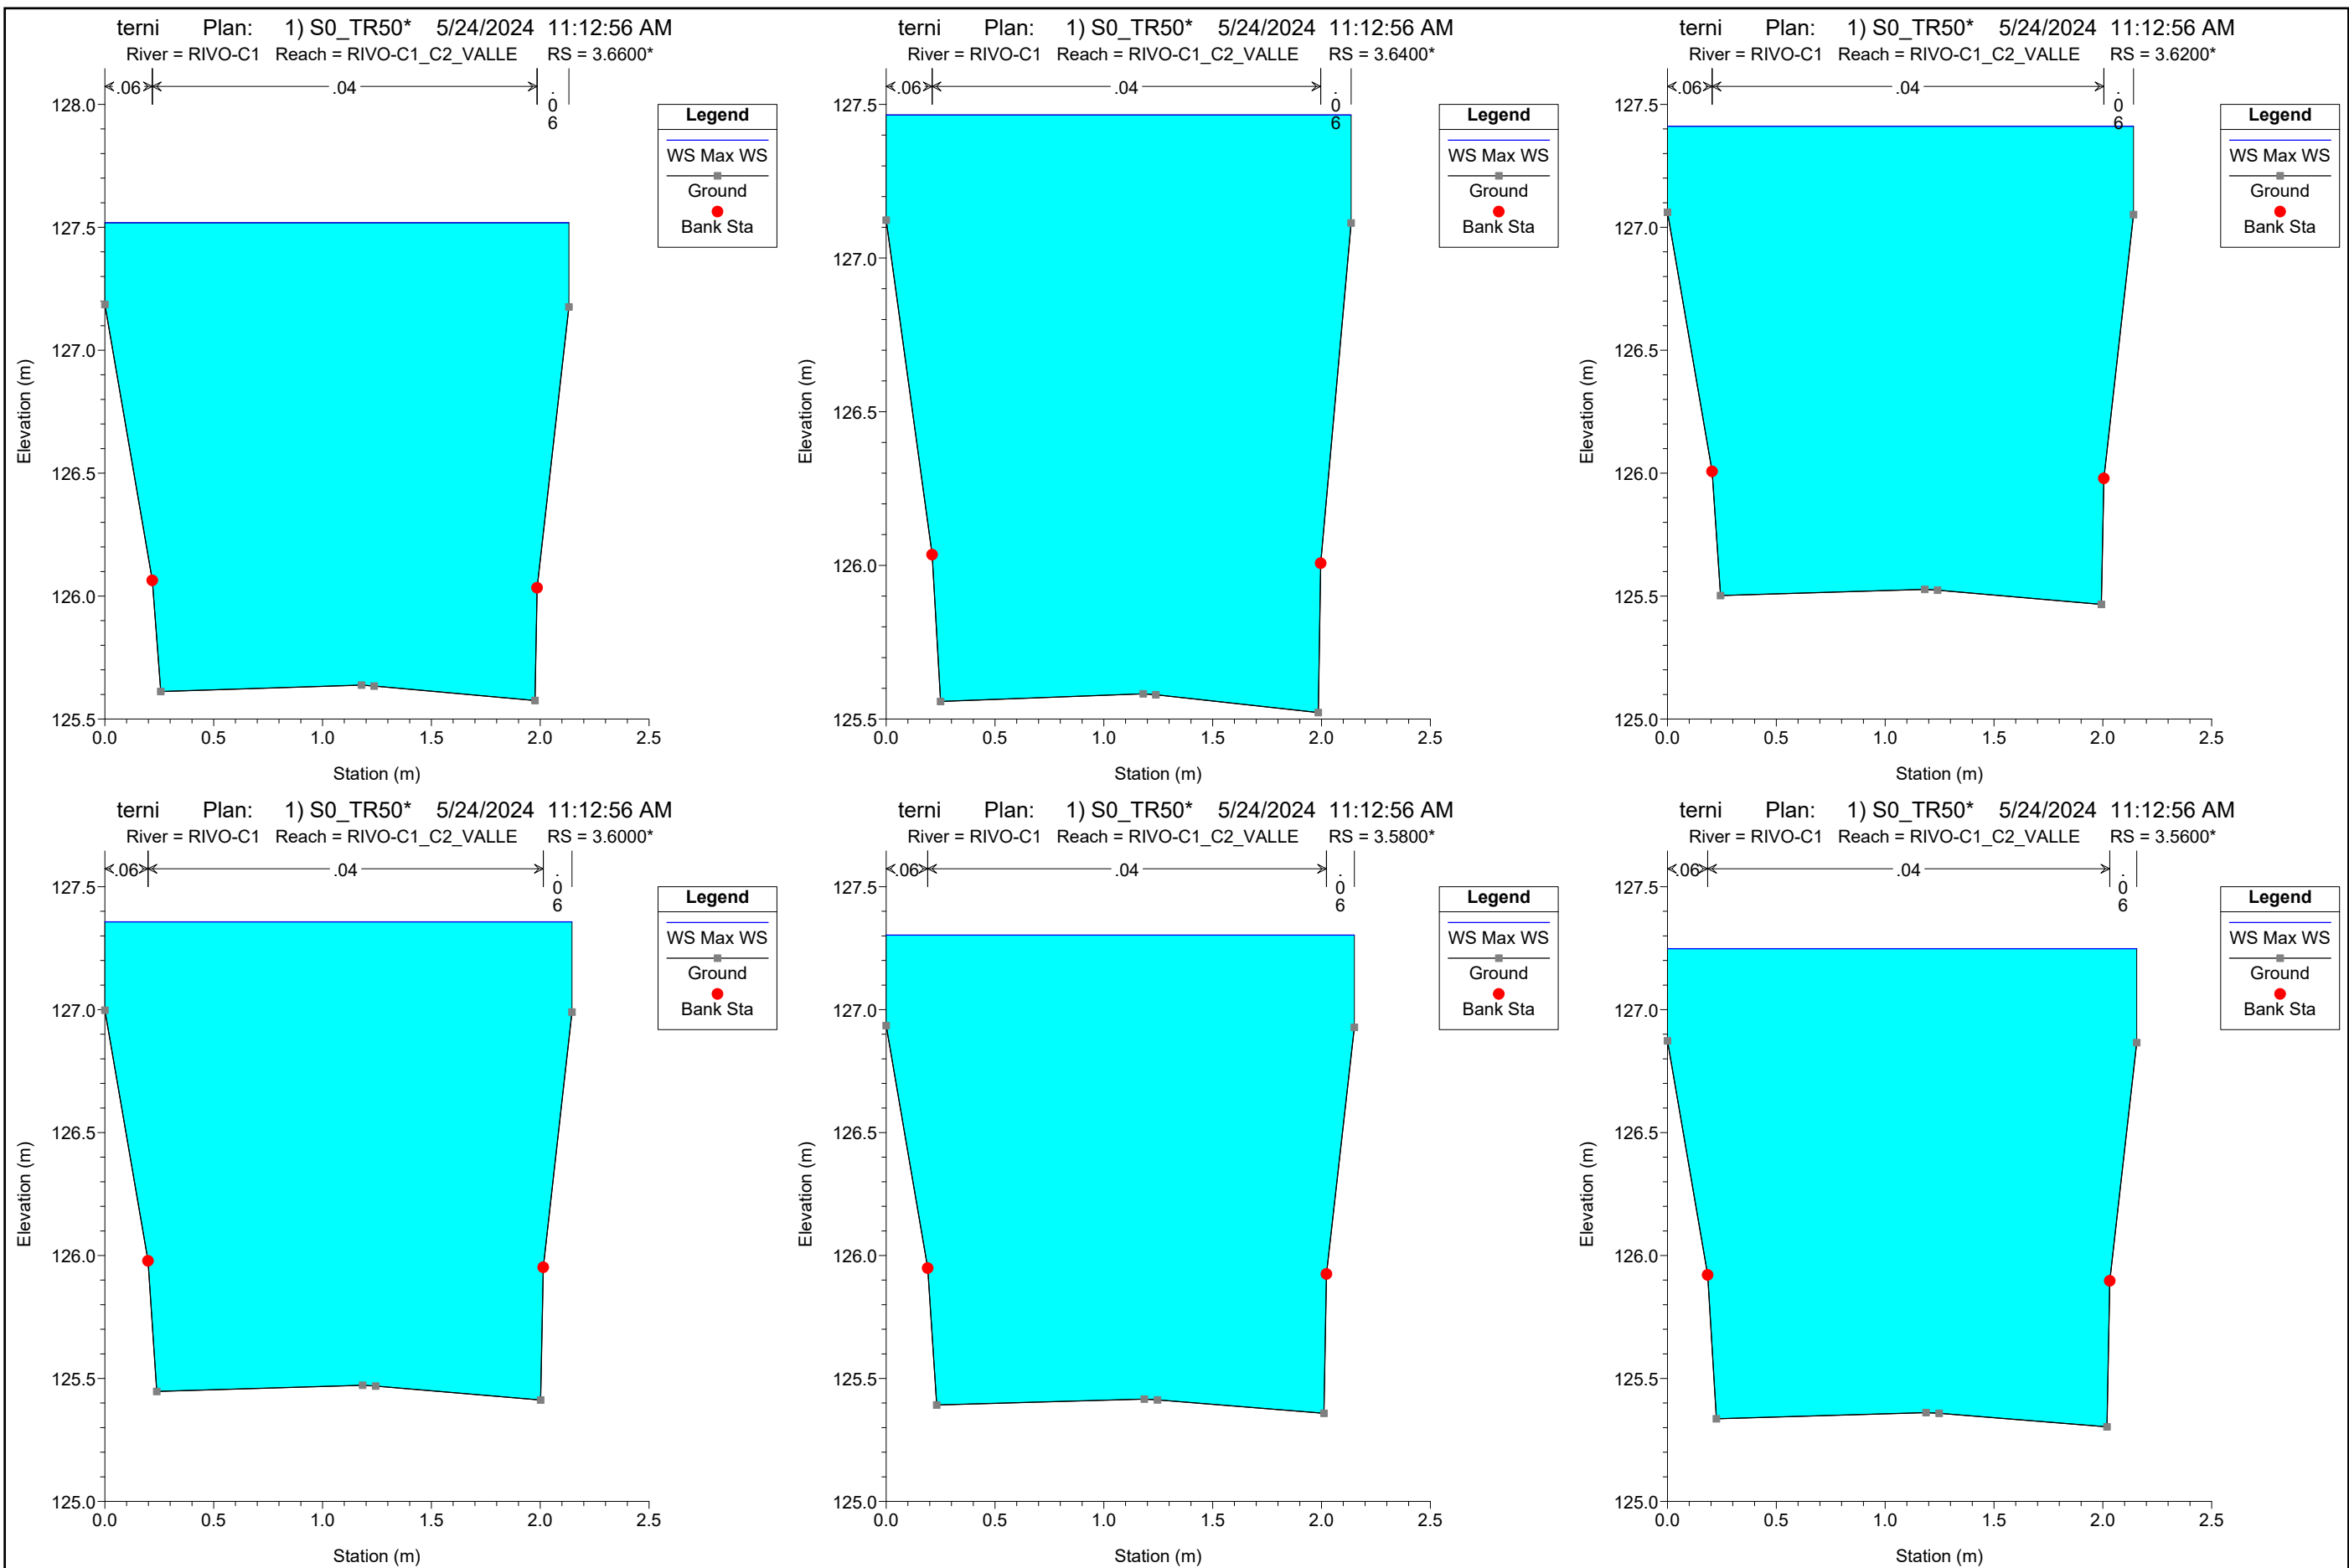 terni Plan: 1) S0_TR50* 5/24/2024 11:12:56 AM
River = RIVO-C1 Reach = RIVO-C1_C2_VALLE RS = 3.6600*
.06
.04
.06
128.0
127.5
127.0
126.5
126.0
125.5
Elevation (m)
0.0 0.5 1.0 1.5 2.0 2.5
Station (m)
Legend
WS Max WS
Ground
Bank Sta
terni Plan: 1) S0_TR50* 5/24/2024 11:12:56 AM
River = RIVO-C1 Reach = RIVO-C1_C2_VALLE RS = 3.6400*
.06
.04
.06
127.5
127.0
126.5
126.0
125.5
Elevation (m)
0.0 0.5 1.0 1.5 2.0 2.5
Station (m)
Legend
WS Max WS
Ground
Bank Sta
terni Plan: 1) S0_TR50* 5/24/2024 11:12:56 AM
River = RIVO-C1 Reach = RIVO-C1_C2_VALLE RS = 3.6200*
.06
.04
.06
127.5
127.0
126.5
126.0
125.5
125.0
Elevation (m)
0.0 0.5 1.0 1.5 2.0 2.5
Station (m)
Legend
WS Max WS
Ground
Bank Sta
terni Plan: 1) S0_TR50* 5/24/2024 11:12:56 AM
River = RIVO-C1 Reach = RIVO-C1_C2_VALLE RS = 3.6000*
.06
.04
.06
127.5
127.0
126.5
126.0
125.5
125.0
Elevation (m)
0.0 0.5 1.0 1.5 2.0 2.5
Station (m)
Legend
WS Max WS
Ground
Bank Sta
terni Plan: 1) S0_TR50* 5/24/2024 11:12:56 AM
River = RIVO-C1 Reach = RIVO-C1_C2_VALLE RS = 3.5800*
.06
.04
.06
127.5
127.0
126.5
126.0
125.5
125.0
Elevation (m)
0.0 0.5 1.0 1.5 2.0 2.5
Station (m)
Legend
WS Max WS
Ground
Bank Sta
terni Plan: 1) S0_TR50* 5/24/2024 11:12:56 AM
River = RIVO-C1 Reach = RIVO-C1_C2_VALLE RS = 3.5600*
.06
.04
.06
127.5
127.0
126.5
126.0
125.5
125.0
Elevation (m)
0.0 0.5 1.0 1.5 2.0 2.5
Station (m)
Legend
WS Max WS
Ground
Bank Sta